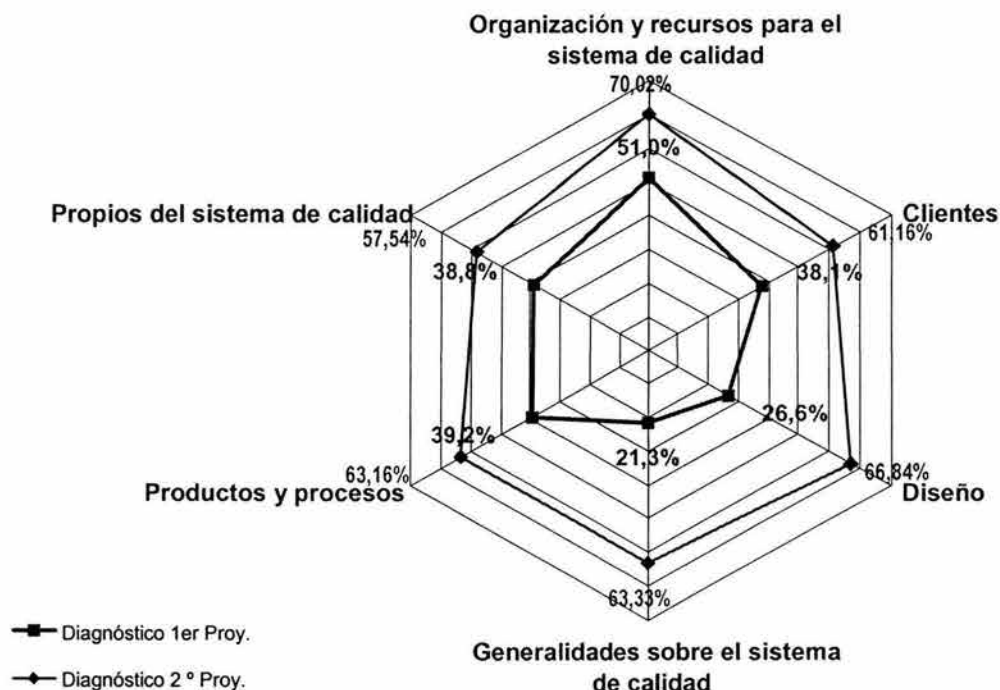 Organización y recursos para el
sistema de calidad
70,02%
51,0%
Propios del sistema de calidad
57,54%
38,8%
Clientes
61,16%
38,1%
39,2%
63,16%
Productos y procesos
26,6%
66,84%
Diseño
21,3%
63,33%
Generalidades sobre el sistema
de calidad
Diagnóstico 1er Proy.
Diagnóstico 2 º Proy.